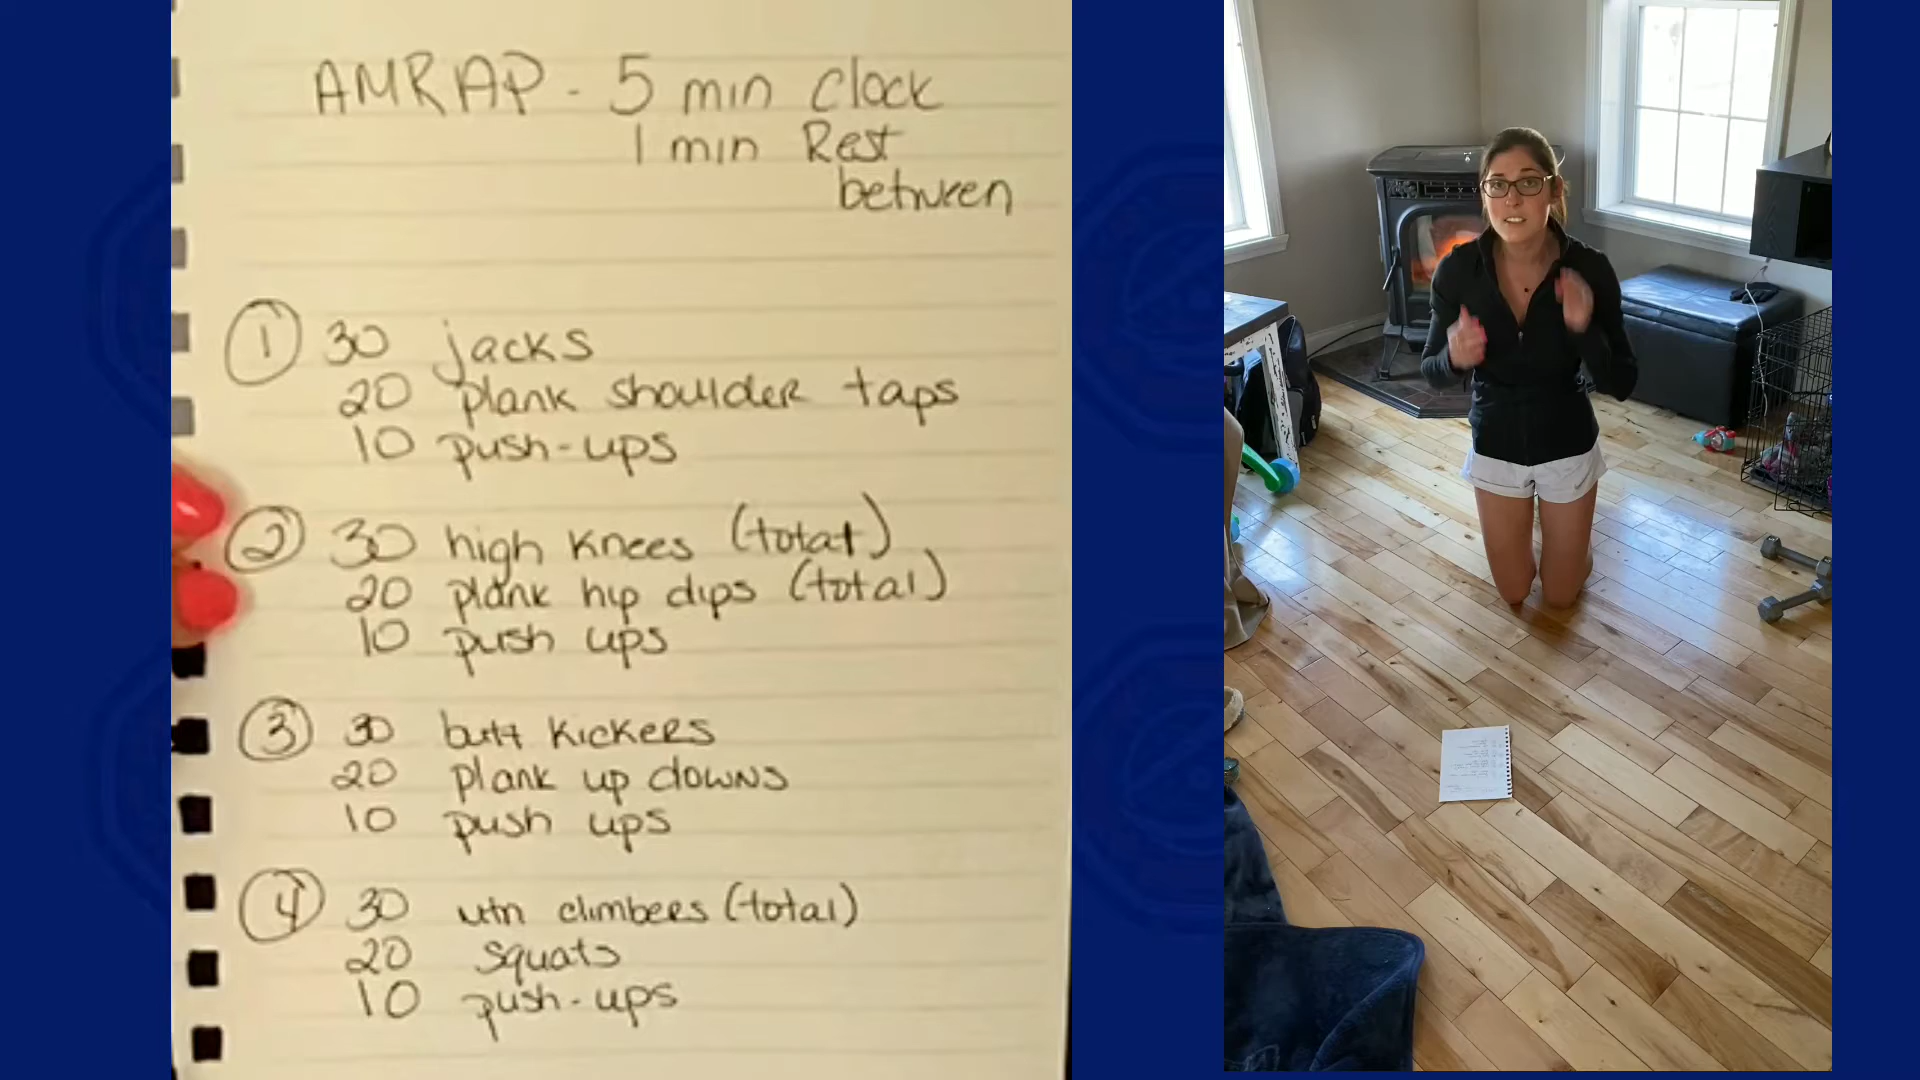 AMRAP - 5 min Clock
1 min Rest
between
① 30 jacks
20 plank shoulder taps
10 push-ups
② 30 high knees (total)
20 plank hip dips (total)
10 push ups
③ 30 butt kickers
20 plank up downs
10 push ups
④ 30 mtn climbers (total)
20 squats
10 push-ups